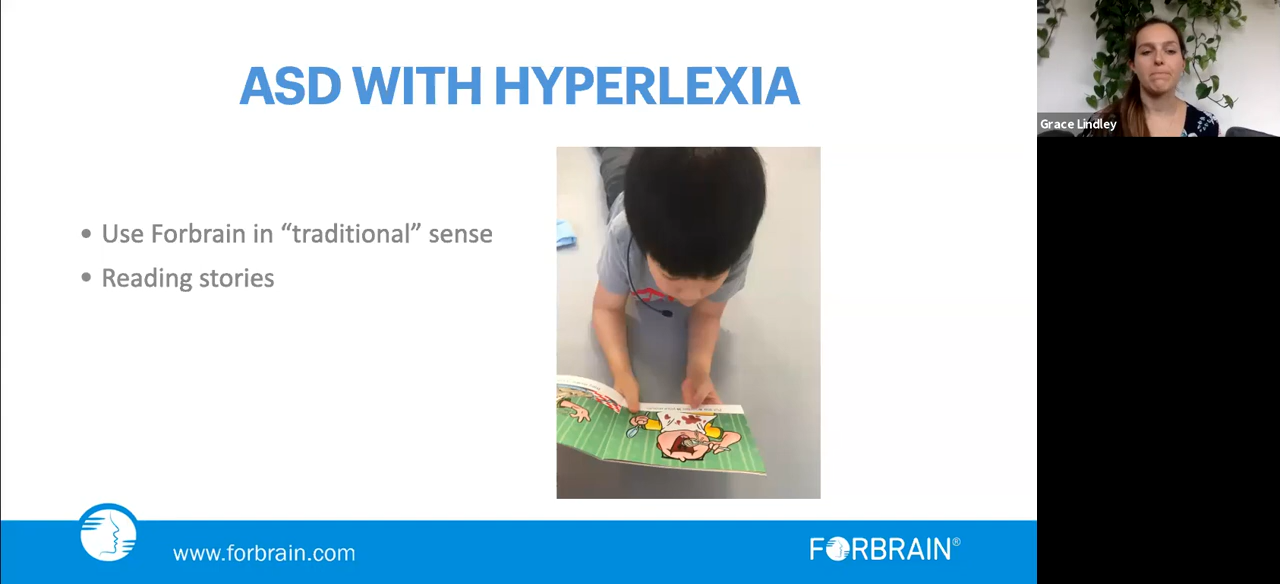 ASD WITH HYPERLEXIA
Grace Lindley
• Use Forbrain in “traditional” sense
• Reading stories
www.forbrain.com
FORBRAIN®